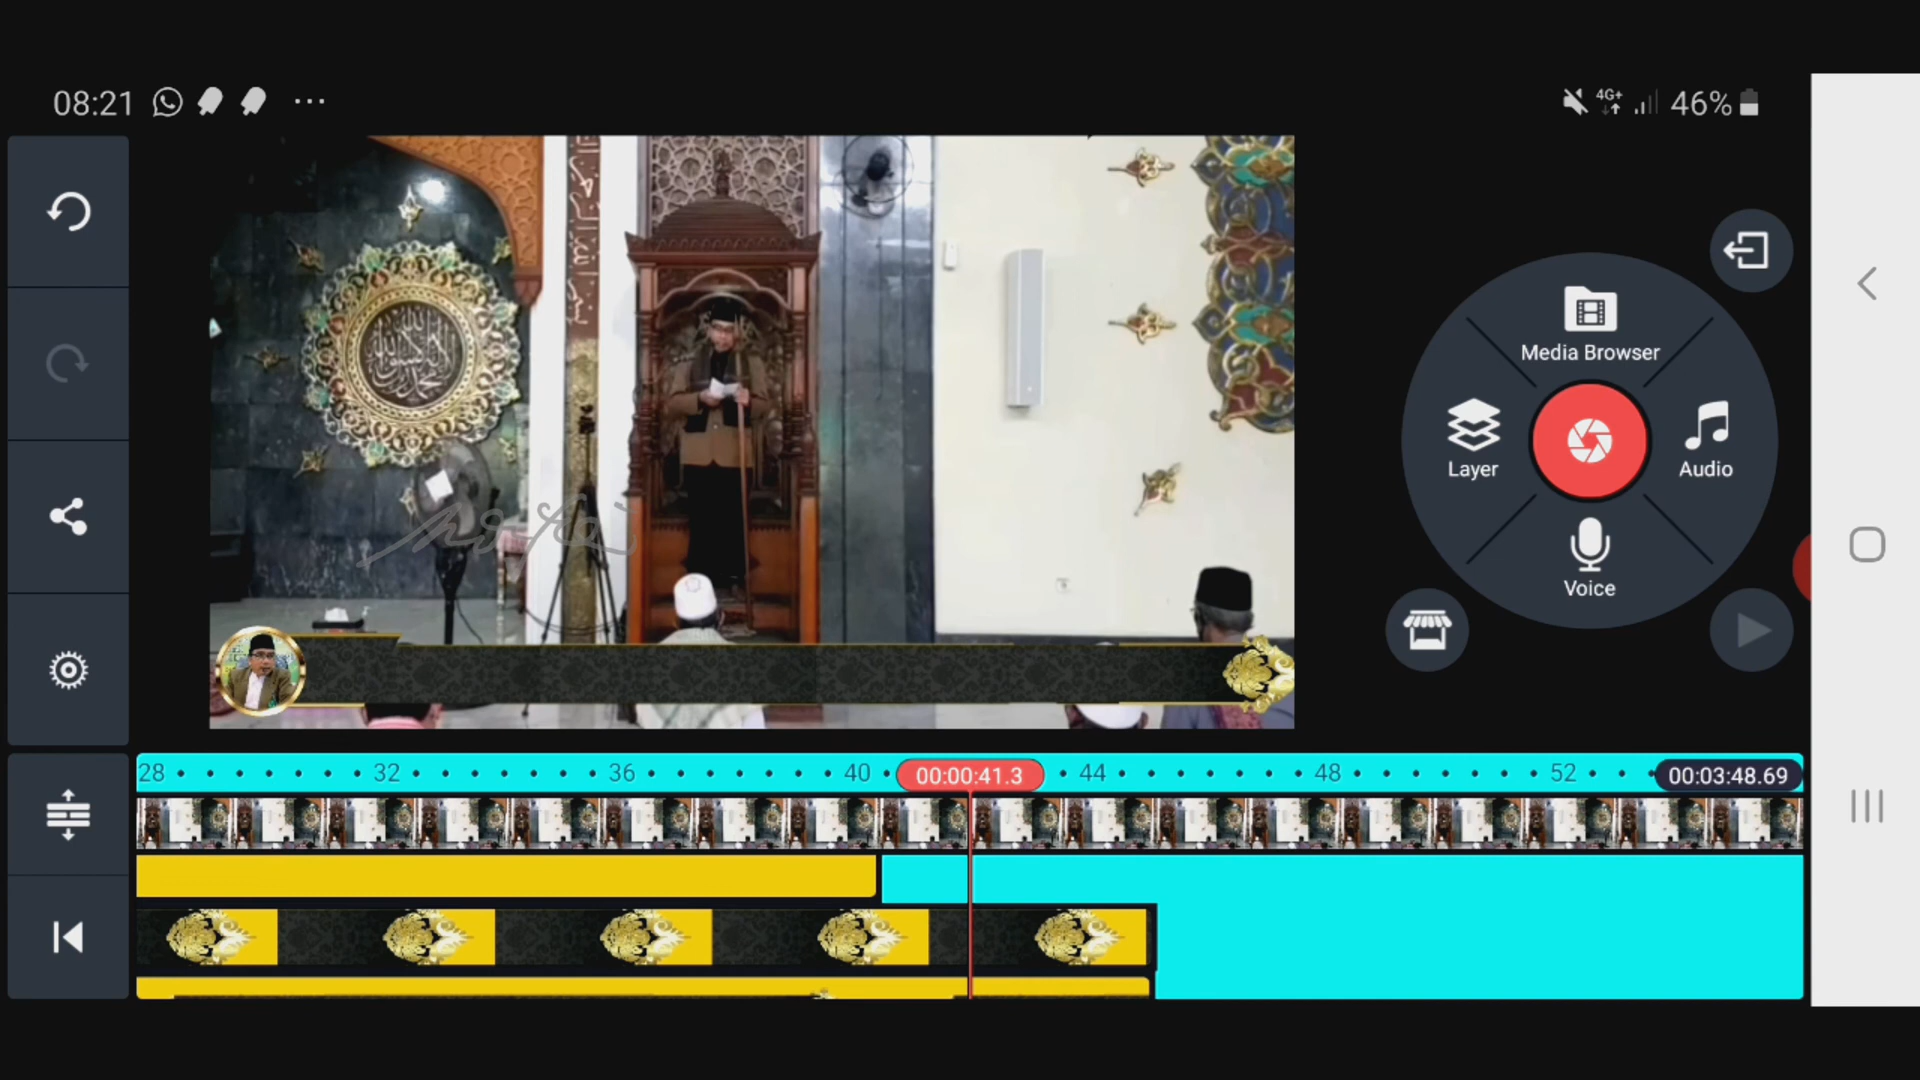 08:21
4G+
46%
Media Browser
Layer
Audio
Voice
28 32 36 40 00:00:41.3 44 48 52 00:03:48.69